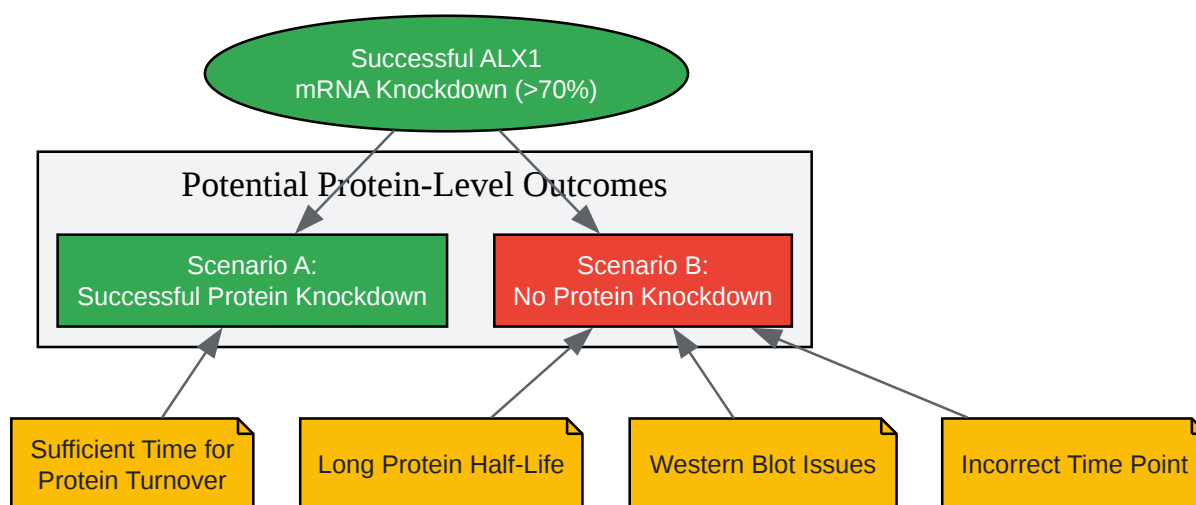 Successful ALX1
mRNA Knockdown (>70%)
Potential Protein-Level Outcomes
Scenario A:
Successful Protein Knockdown
Scenario B:
No Protein Knockdown
Sufficient Time for
Protein Turnover
Long Protein Half-Life
Western Blot Issues
Incorrect Time Point